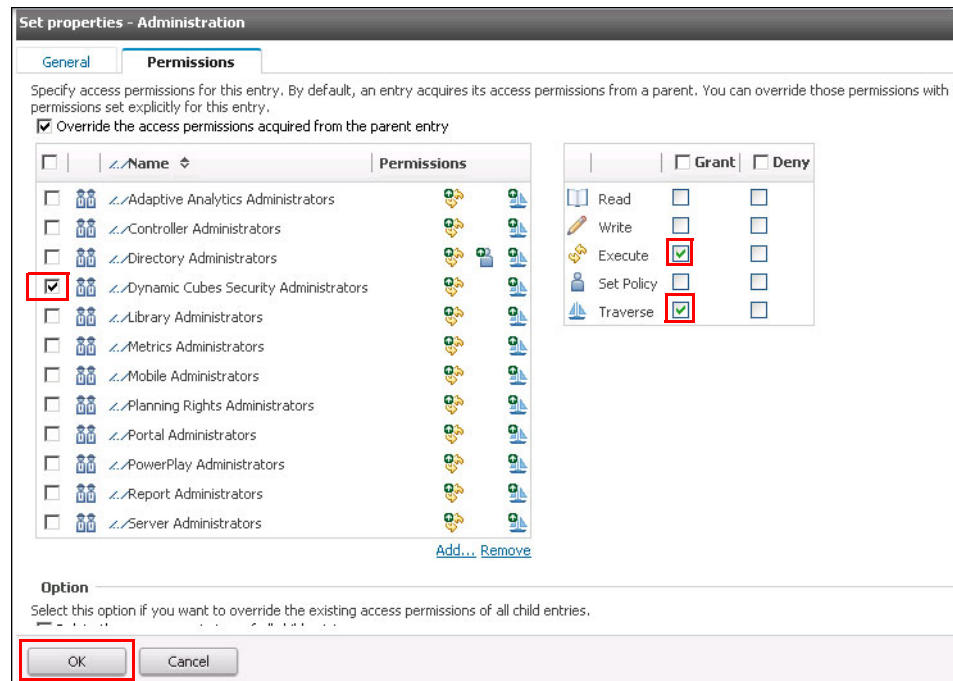 Set properties - Administration
General Permissions
Specify access permissions for this entry. By default, an entry acquires its access permissions from a parent. You can override those permissions with
permissions set explicitly for this entry.
Override the access permissions acquired from the parent entry
Name Permissions
Adaptive Analytics Administrators
Controller Administrators
Directory Administrators
Dynamic Cubes Security Administrators
Library Administrators
Metrics Administrators
Mobile Administrators
Planning Rights Administrators
Portal Administrators
PowerPlay Administrators
Report Administrators
Server Administrators
Add... Remove
Grant Deny
Read
Write
Execute
Set Policy
Traverse
Option
Select this option if you want to override the existing access permissions of all child entries.
OK Cancel